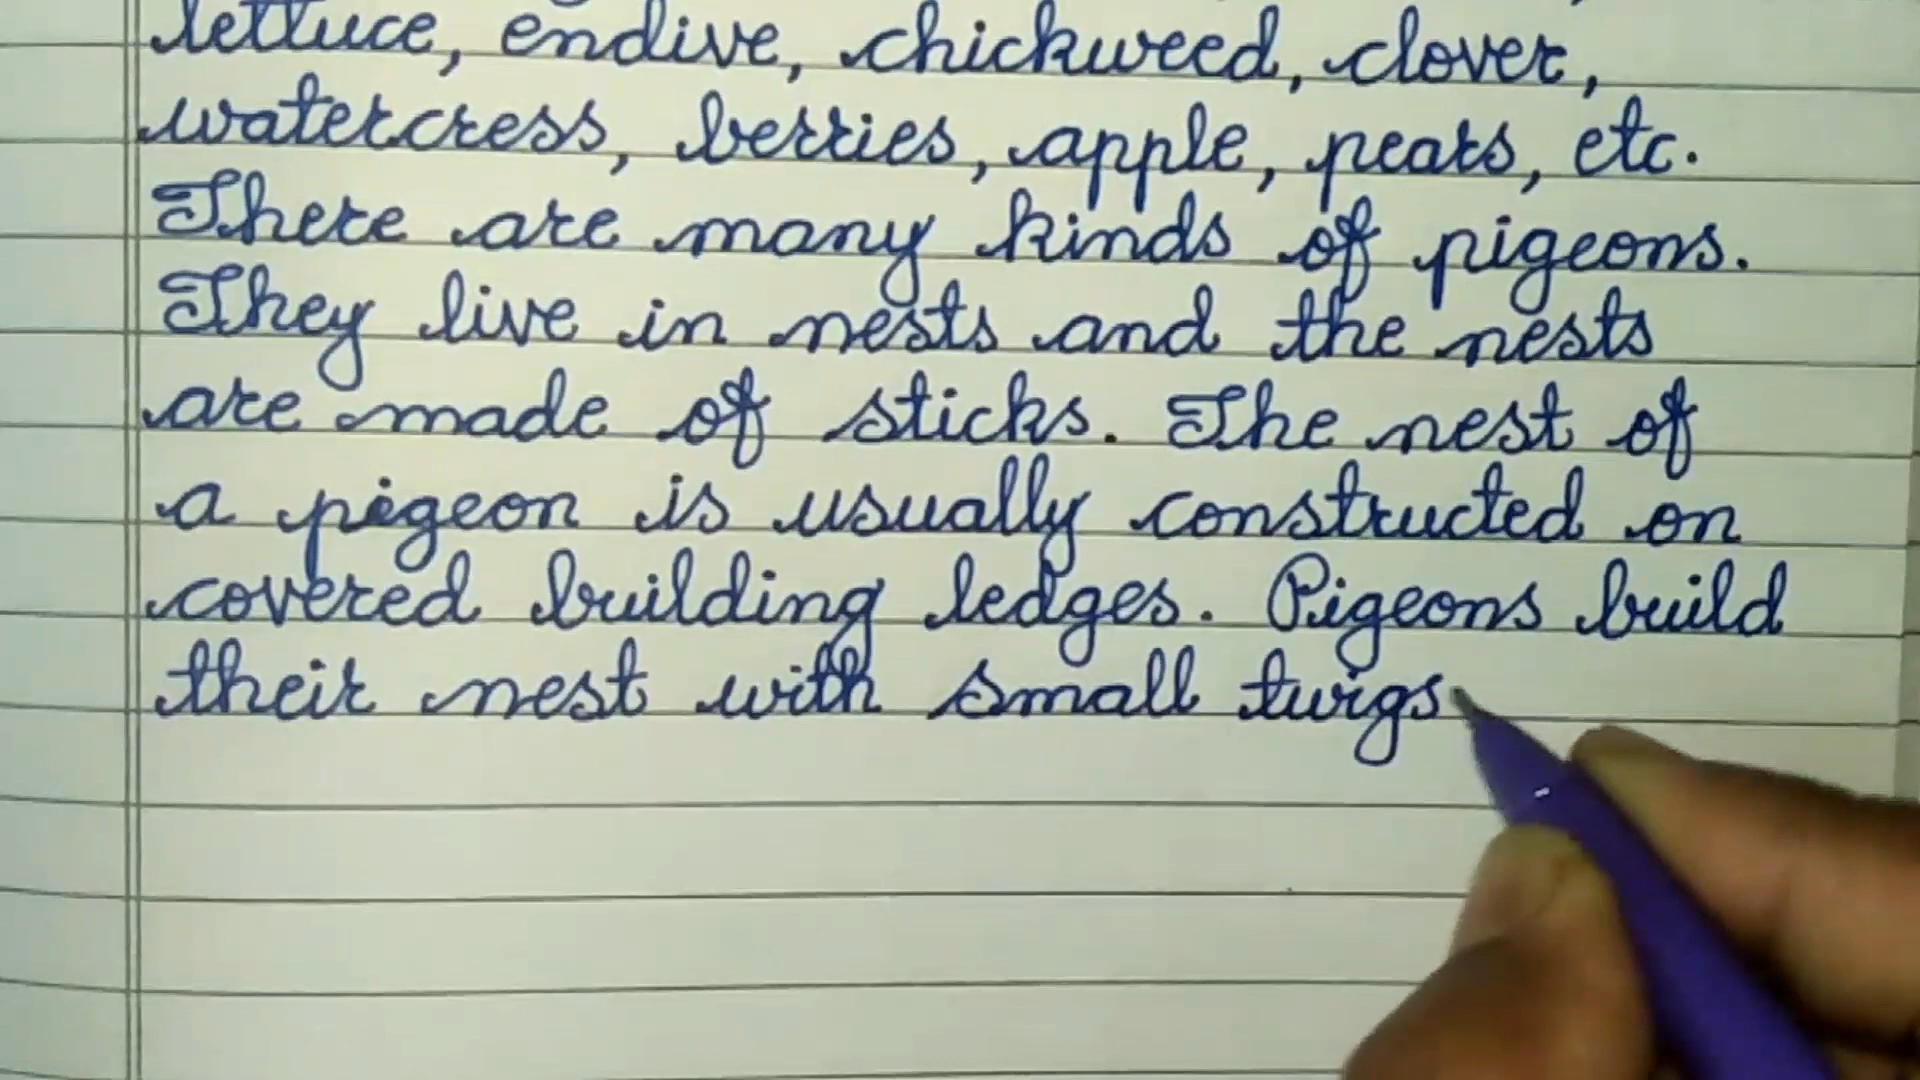 lettuce, endive, chickweed, clover,
watercress, berries, apple, pears, etc.
There are many kinds of pigeons.
They live in nests and the nests
are made of sticks. The nest of
a pigeon is usually constructed on
covered building ledges. Pigeons build
their nest with small twigs